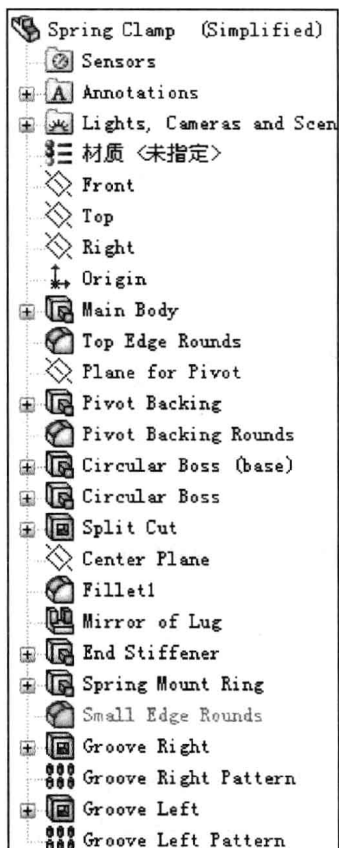 Spring Clamp (Simplified)
Sensors
Annotations
Lights, Cameras and Scen
材质 <未指定>
Front
Top
Right
Origin
Main Body
Top Edge Rounds
Plane for Pivot
Pivot Backing
Pivot Backing Rounds
Circular Boss (base)
Circular Boss
Split Cut
Center Plane
Fillet1
Mirror of Lug
End Stiffener
Spring Mount Ring
Small Edge Rounds
Groove Right
Groove Right Pattern
Groove Left
Groove Left Pattern